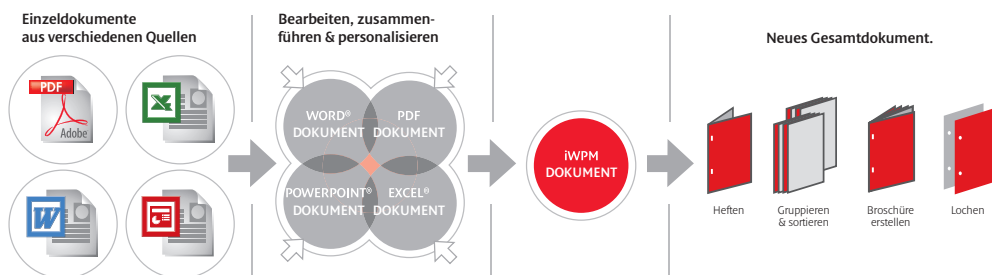 Einzeldokumente
aus verschiedenen Quellen
PDF
Adobe
X
W
Bearbeiten, zusammen-
führen & personalisieren
WORD®
DOKUMENT
PDF
DOKUMENT
POWERPOINT®
DOKUMENT
EXCEL®
DOKUMENT
iWPM
DOKUMENT
Neues Gesamtdokument.
Heften
Gruppieren
& sortieren
Broschüre
erstellen
Lochen